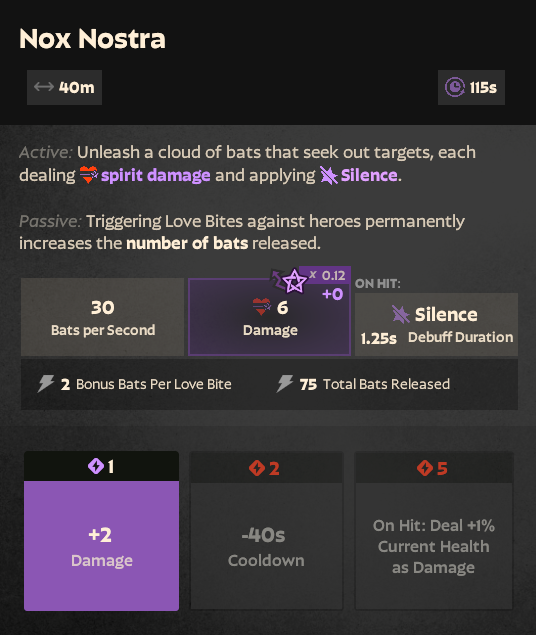 Nox Nostra
40m
115s
Active: Unleash a cloud of bats that seek out targets, each
dealing spirit damage and applying Silence.
Passive: Triggering Love Bites against heroes permanently
increases the number of bats released.
x 0.12
+0
ON HIT:
30
Bats per Second
6
Damage
Silence
1.25s Debuff Duration
2 Bonus Bats Per Love Bite
75 Total Bats Released
1
+2
Damage
2
-40s
Cooldown
5
On Hit: Deal +1%
Current Health
as Damage